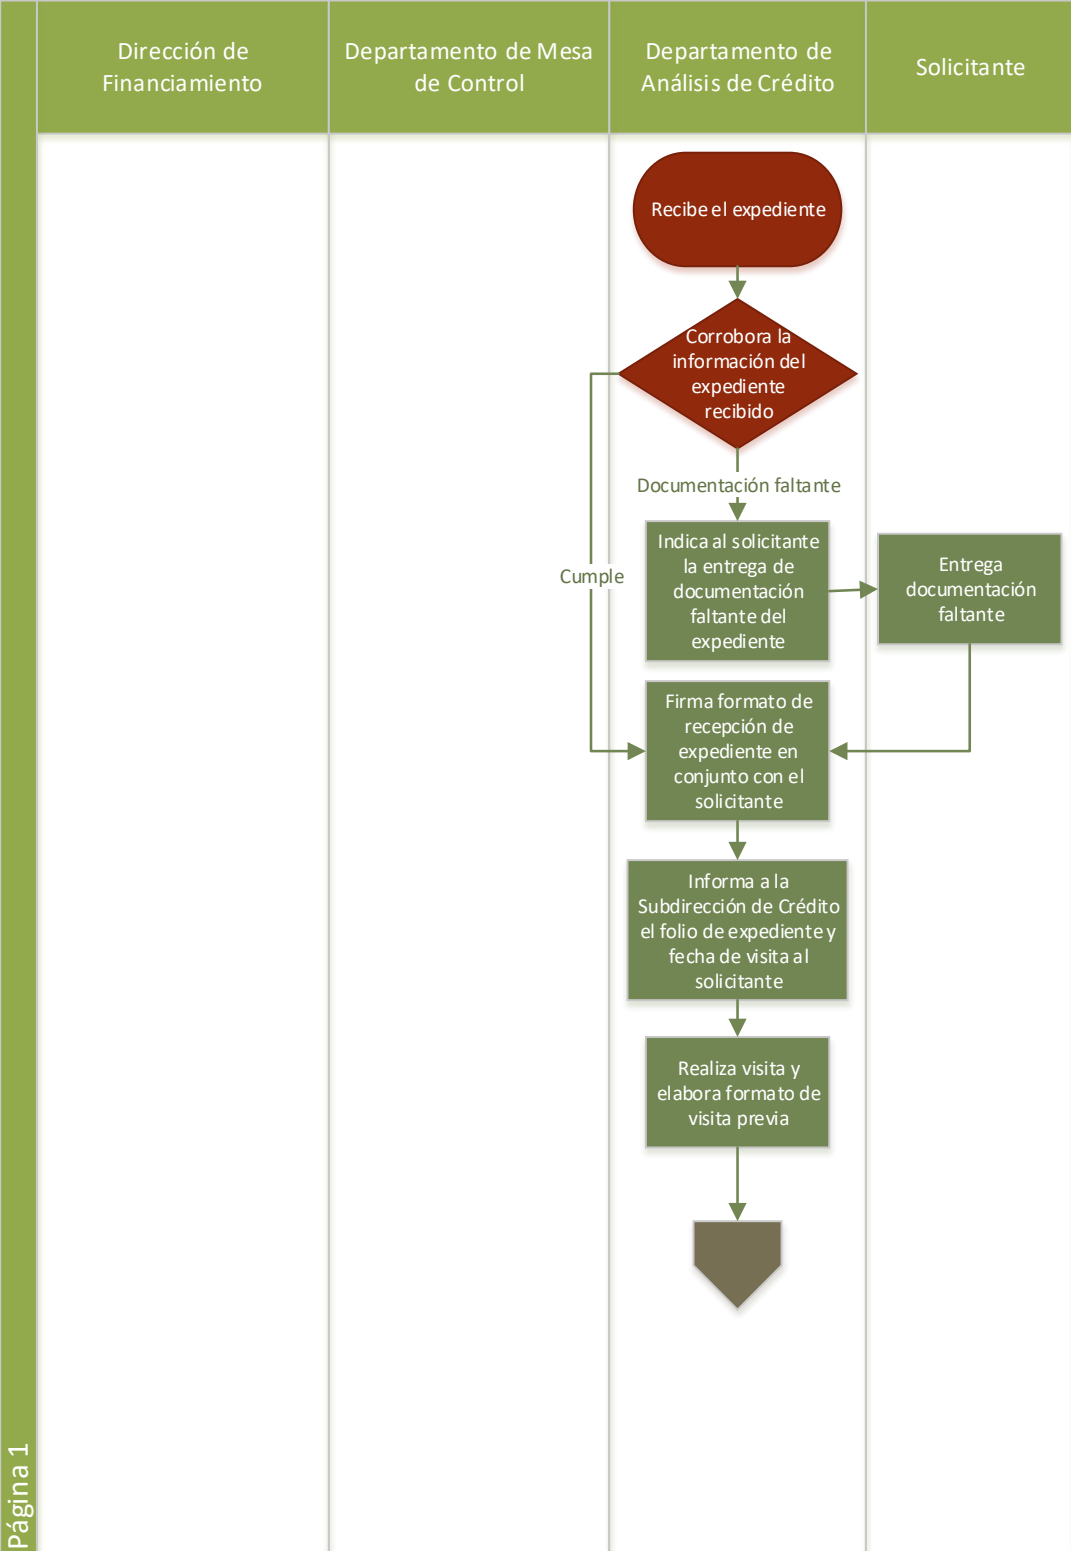 Dirección de
Financiamiento
Departamento de Mesa
de Control
Departamento de
Análisis de Crédito
Solicitante
Recibe el expediente
Corrobora la
información del
expediente
recibido
Documentación faltante
Cumple
Indica al solicitante
la entrega de
documentación
faltante del
expediente
Entrega
documentación
faltante
Firma formato de
recepción de
expediente en
conjunto con el
solicitante
Informa a la
Subdirección de Crédito
el folio de expediente y
fecha de visita al
solicitante
Realiza visita y
elabora formato de
visita previa
Página 1